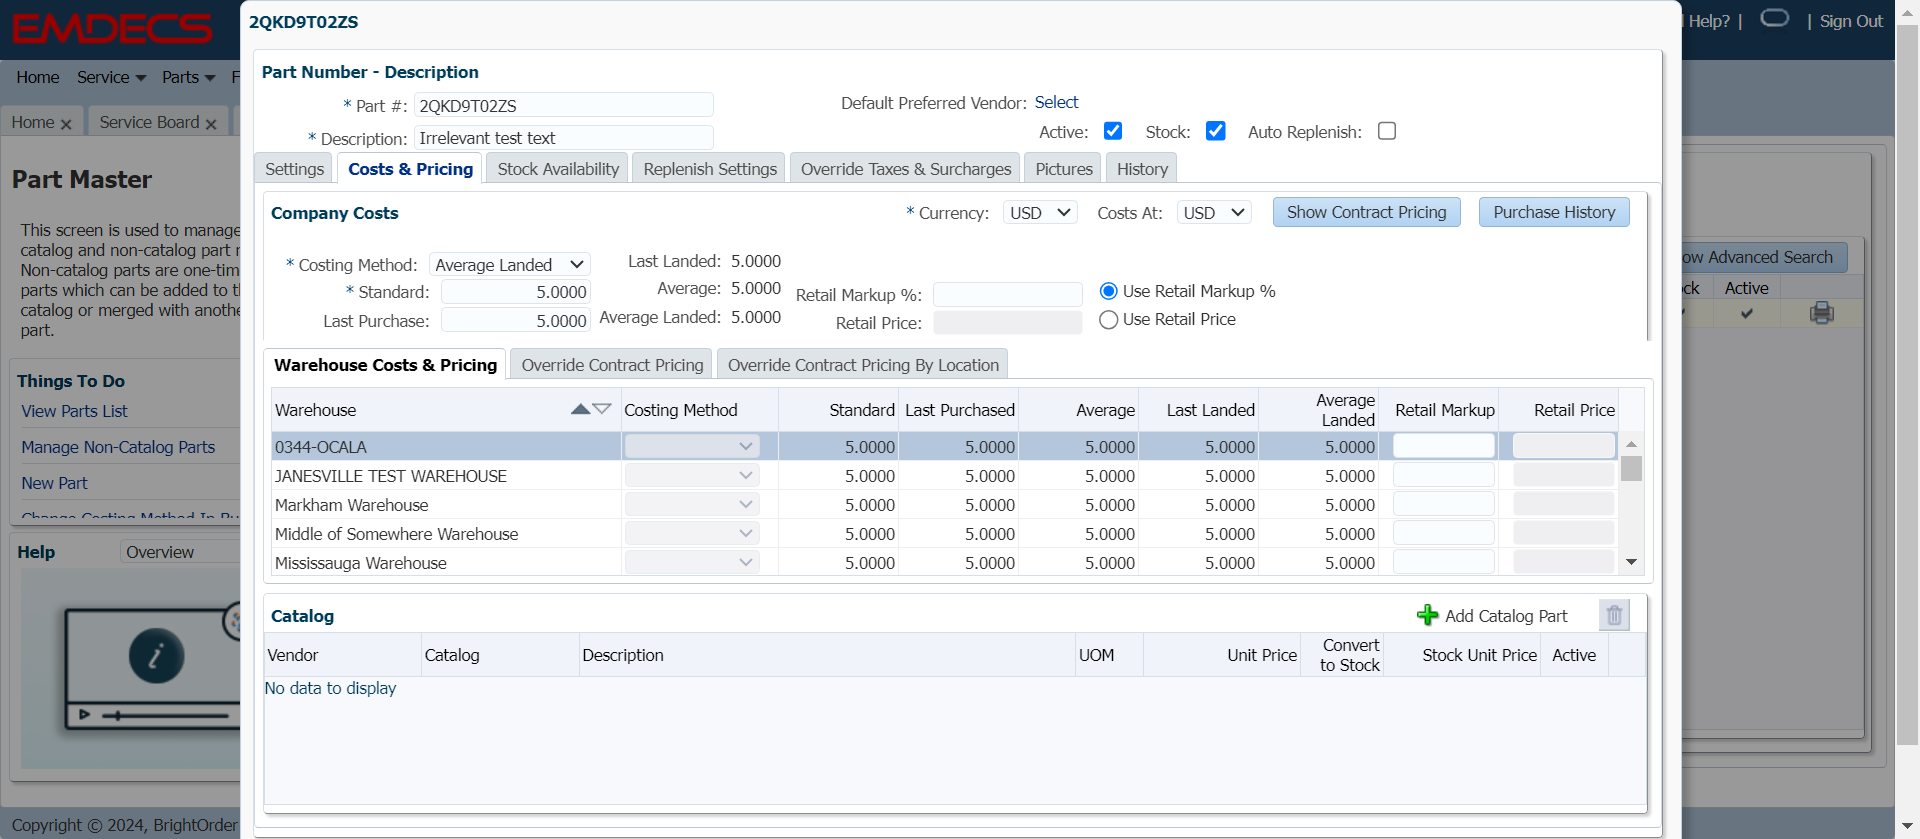 EMDECS
Help? |
| Sign Out
Home Service Parts F
Home Service Board
Part Master
This screen is used to manage
catalog and non-catalog part
Non-catalog parts are one-tim
parts which can be added to
catalog or merged with anoth
part.
Things To Do
View Parts List
Manage Non-Catalog Parts
New Part
Change Costing Method In Bu
Help Overview
Copyright © 2024, BrightOrder
2QKD9T02ZS
Part Number - Description
* Part #: 2QKD9T02ZS
Default Preferred Vendor: Select
* Description: Irrelevant test text
Active: Stock: Auto Replenish:
Settings Costs & Pricing Stock Availability Replenish Settings Override Taxes & Surcharges Pictures History
Company Costs
* Currency: USD Costs At: USD Show Contract Pricing Purchase History
* Costing Method: Average Landed Last Landed: 5.0000
* Standard: 5.0000 Average: 5.0000 Retail Markup %: Use Retail Markup %
Last Purchase: 5.0000 Average Landed: 5.0000 Retail Price: Use Retail Price
Warehouse Costs & Pricing Override Contract Pricing Override Contract Pricing By Location
Warehouse Costing Method Standard Last Purchased Average Last Landed Average Landed Retail Markup Retail Price
0344-OCALA 5.0000 5.0000 5.0000 5.0000 5.0000
JANESVILLE TEST WAREHOUSE 5.0000 5.0000 5.0000 5.0000 5.0000
Markham Warehouse 5.0000 5.0000 5.0000 5.0000 5.0000
Middle of Somewhere Warehouse 5.0000 5.0000 5.0000 5.0000 5.0000
Mississauga Warehouse 5.0000 5.0000 5.0000 5.0000 5.0000
Catalog Add Catalog Part
Vendor Catalog Description UOM Unit Price Convert to Stock Stock Unit Price Active
No data to display
ow Advanced Search
ck Active